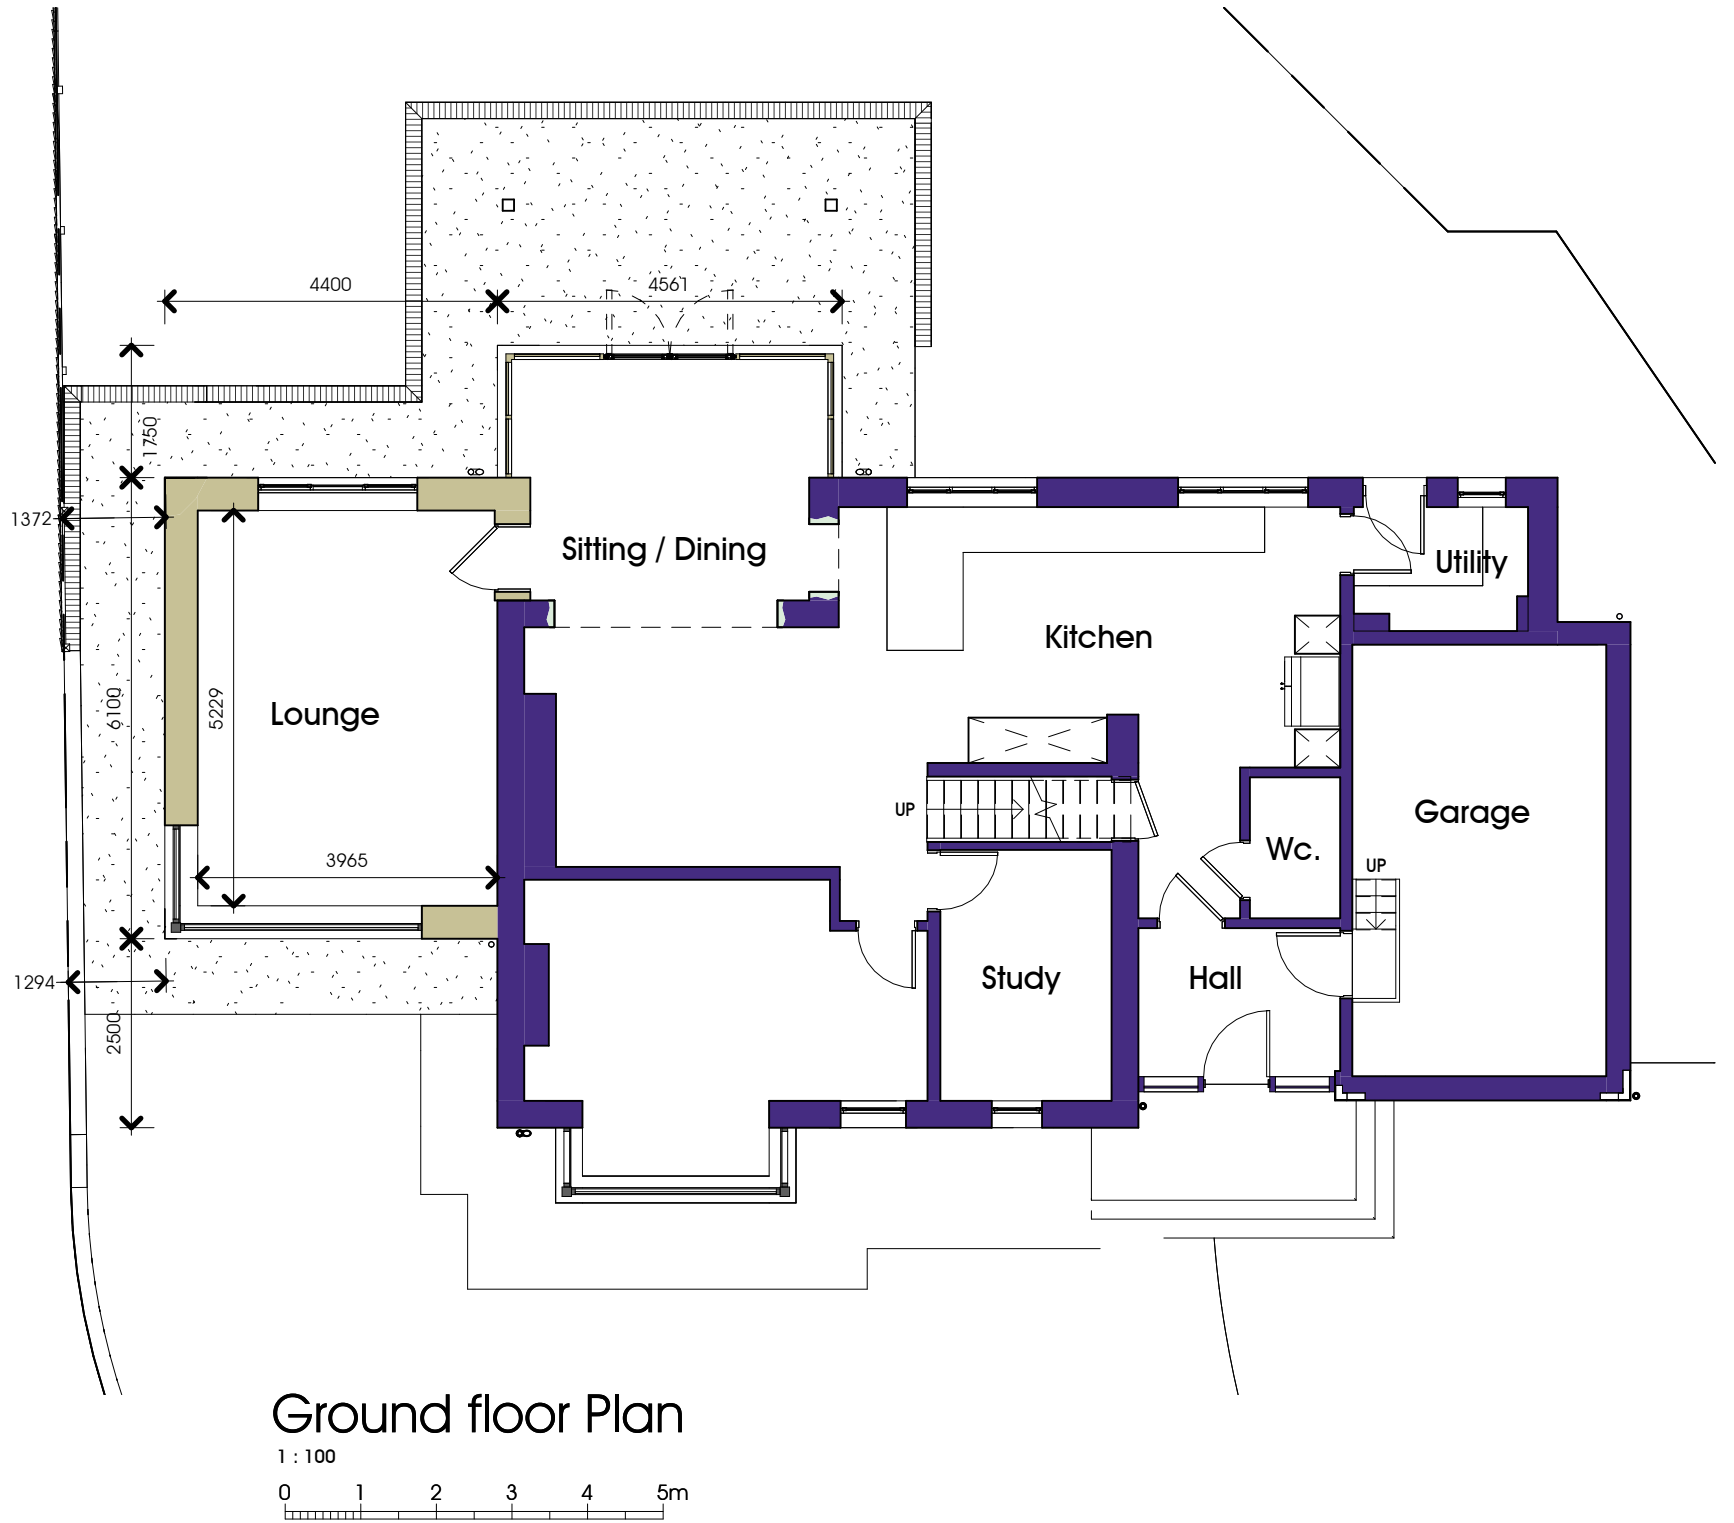 4400
4561
1750
1372
Sitting / Dining
Utility
Kitchen
6100
5229
Lounge
UP
Garage
3965
Wc.
UP
1294
Study
Hall
2500
Ground floor Plan
1 : 100
0 1 2 3 4 5m